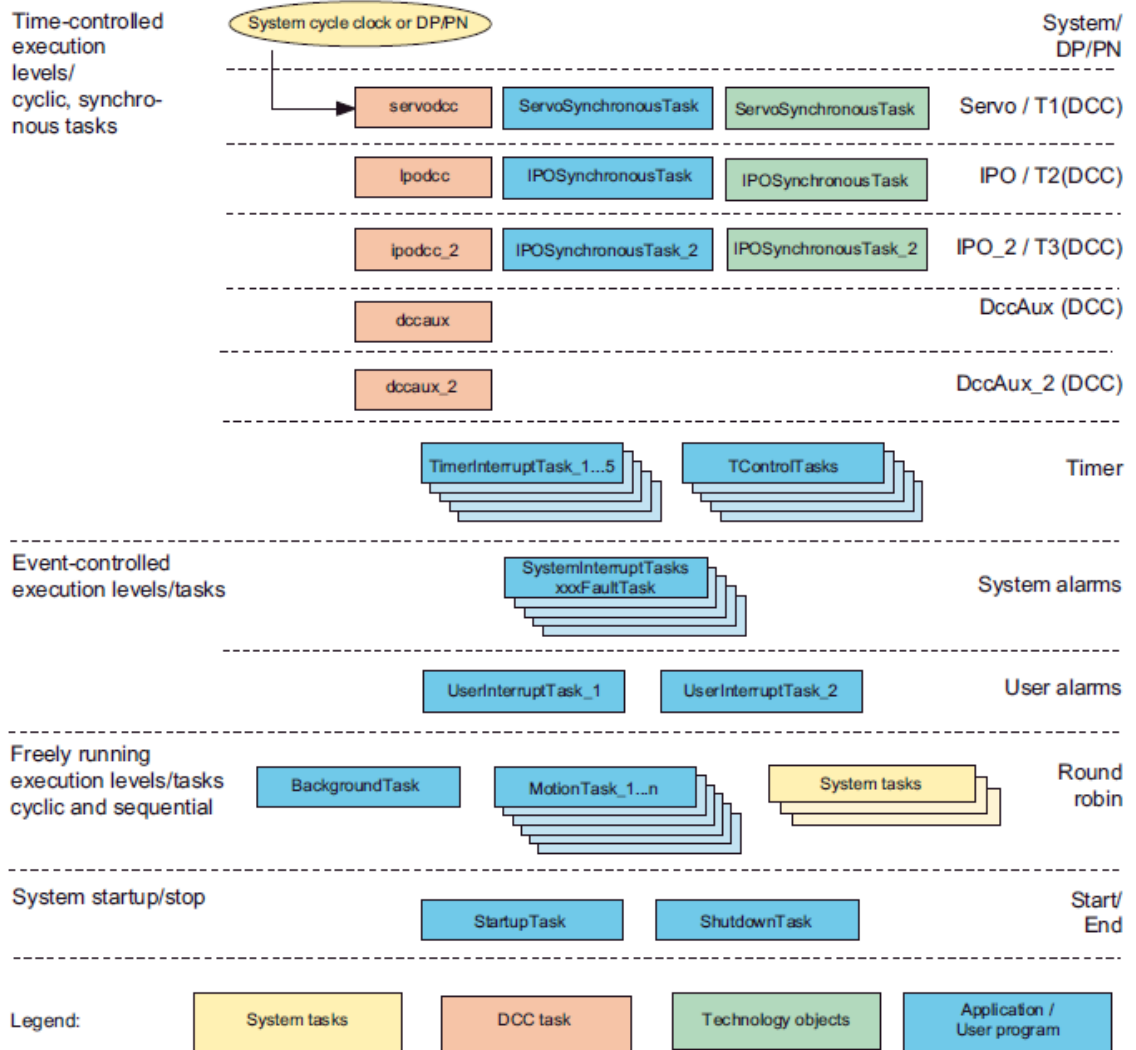 Time-controlled
execution
levels/
cyclic, synchro-
nous tasks
System cycle clock or DP/PN
System/
DP/PN
servodcc
ServoSynchronousTask
ServoSynchronousTask
Servo / T1(DCC)
Ipodcc
IPOSynchronousTask
IPOSynchronousTask
IPO / T2(DCC)
ipodcc_2
IPOSynchronousTask_2
IPOSynchronousTask_2
IPO_2 / T3(DCC)
dccaux
DccAux (DCC)
dccaux_2
DccAux_2 (DCC)
TimerInterruptTask_1...5
TControlTasks
Timer
Event-controlled
execution levels/tasks
SystemInterruptTasks
xxxFaultTask
System alarms
UserInterruptTask_1
UserInterruptTask_2
User alarms
Freely running
execution levels/tasks
cyclic and sequential
BackgroundTask
MotionTask_1...n
System tasks
Round
robin
System startup/stop
StartupTask
ShutdownTask
Start/
End
Legend:
System tasks
DCC task
Technology objects
Application /
User program